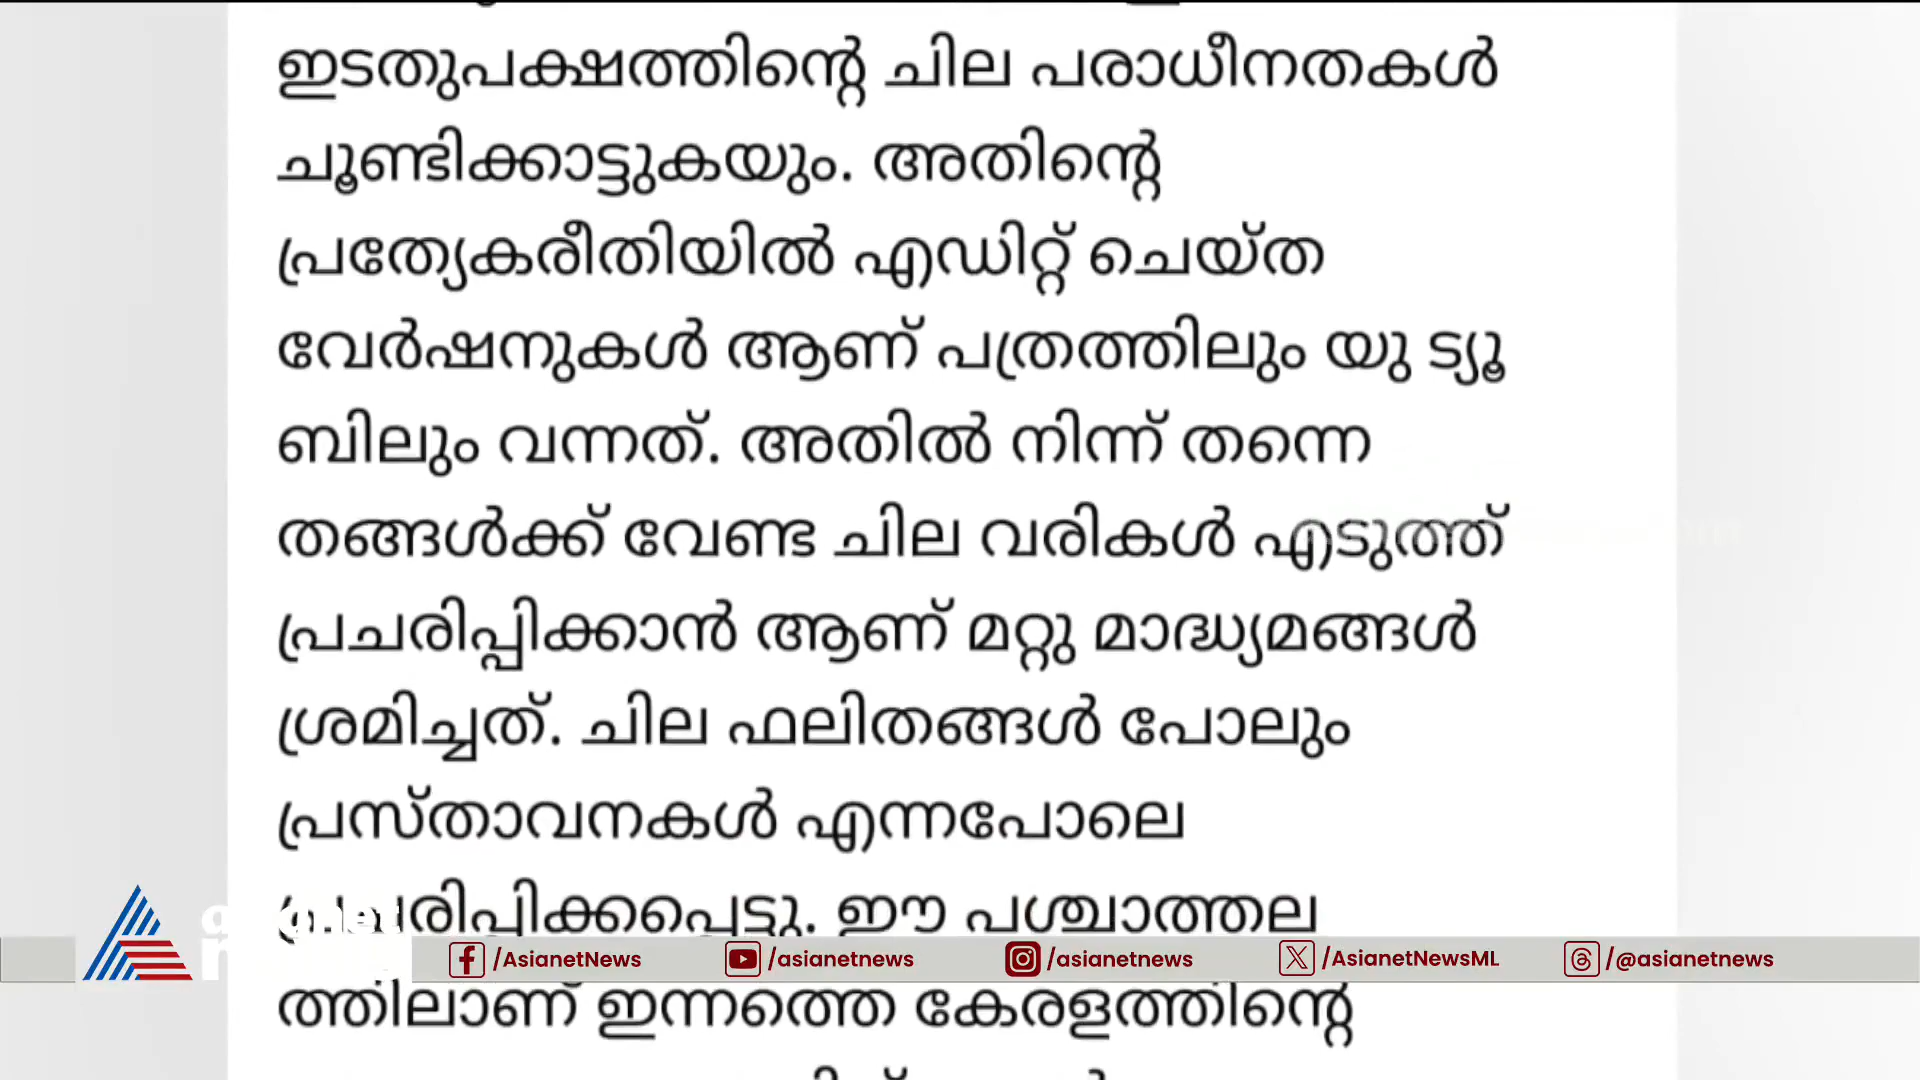 ഇടതുപക്ഷത്തിന്റെ ചില പരാധീനതകൾ
ചൂണ്ടിക്കാട്ടുകയും. അതിന്റെ
പ്രത്യേകരീതിയിൽ എഡിറ്റ് ചെയ്ത
വേർഷനുകൾ ആണ് പത്രത്തിലും യു ട്യൂ
ബിലും വന്നത്. അതിൽ നിന്ന് തന്നെ
തങ്ങൾക്ക് വേണ്ട ചില വരികൾ എടുത്ത്
പ്രചരിപ്പിക്കാൻ ആണ് മറ്റു മാദ്ധ്യമങ്ങൾ
ശ്രമിച്ചത്. ചില ഫലിതങ്ങൾ പോലും
പ്രസ്താവനകൾ എന്നപോലെ
ഈ പശ്ചാത്തല
/AsianetNews /asianetnews /asianetnews /AsianetNewsML /@asianetnews
ത്തിലാണ് ഇന്നത്തെ കേരളത്തിന്റെ